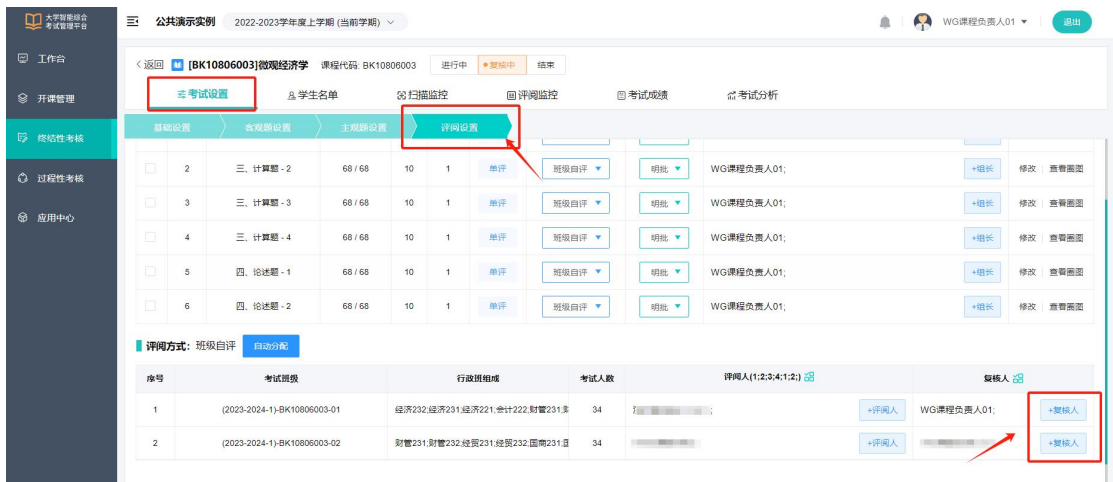 大学智能综合
考试管理平台
公共演示实例 2022-2023学年度上学期 (当前学期)
WG课程负责人01 退出
工作台
开课管理
终结性考核
过程性考核
应用中心
返回 [BK10806003]微观经济学 课程代码: BK10806003 进行中 复核中 结束
考试设置 学生名单 扫描监控 评阅监控 考试成绩 考试分析
基础设置 客观题设置 主观题设置 评阅设置
2 三、计算题 - 2 68 / 68 10 1 单评 班级自评 明批 WG课程负责人01; +组长 修改 查看圈图
3 三、计算题 - 3 68 / 68 10 1 单评 班级自评 明批 WG课程负责人01; +组长 修改 查看圈图
4 三、计算题 - 4 68 / 68 10 1 单评 班级自评 明批 WG课程负责人01; +组长 修改 查看圈图
5 四、论述题 - 1 68 / 68 10 1 单评 班级自评 明批 WG课程负责人01; +组长 修改 查看圈图
6 四、论述题 - 2 68 / 68 10 1 单评 班级自评 明批 WG课程负责人01; +组长 修改 查看圈图
评阅方式: 班级自评 自动分配
序号 考试班级 行政班组成 考试人数 评阅人(1;2;3;4;1;2;) 复核人
1 (2023-2024-1)-BK10806003-01 经济232;经济231;经济221;会计222;财管231; 34 +评阅人 WG课程负责人01; +复核人
2 (2023-2024-1)-BK10806003-02 财管231;财管232;经贸231;经贸232;国商231; 34 +评阅人 +复核人